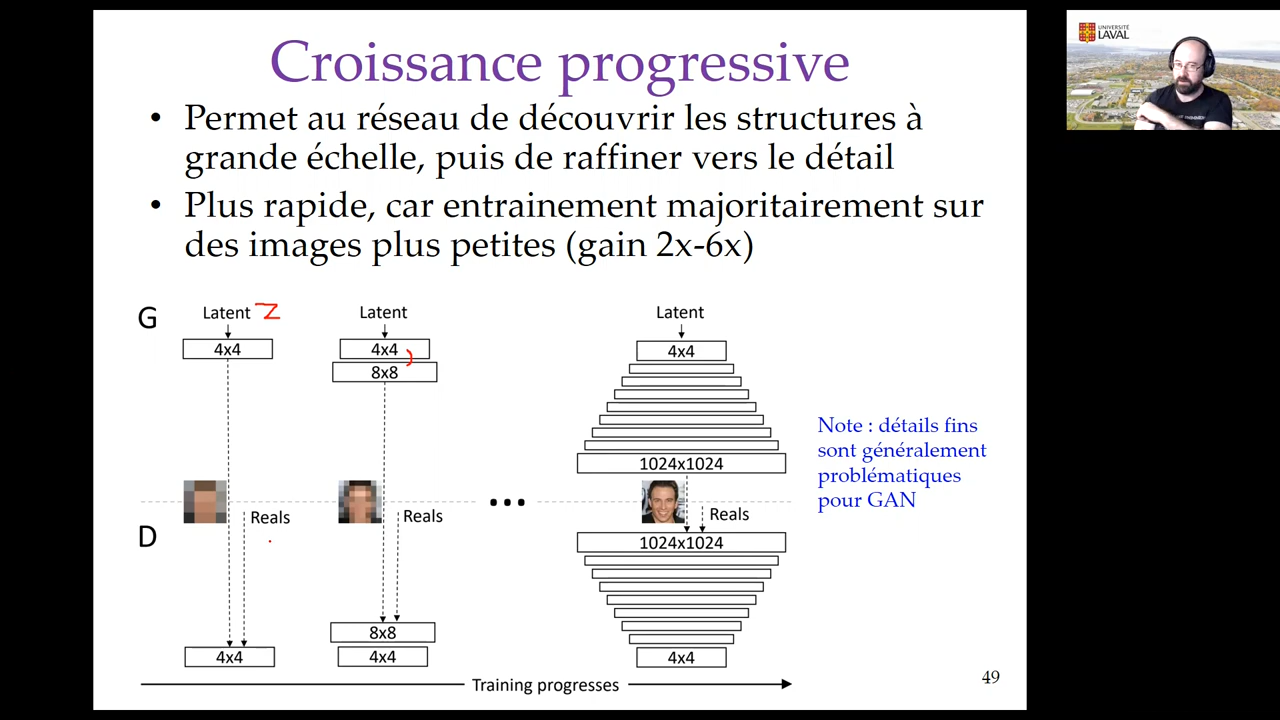 Croissance progressive
• Permet au réseau de découvrir les structures à
grande échelle, puis de raffiner vers le détail
• Plus rapide, car entrainement majoritairement sur
des images plus petites (gain 2x-6x)
G
Latent Z
Latent
Latent
4x4
4x4
4x4
8x8
1024x1024
Note : détails fins
sont généralement
problématiques
pour GAN
...
Reals
Reals
Reals
D
1024x1024
8x8
4x4
4x4
4x4
Training progresses
49
UNIVERSITÉ
LAVAL